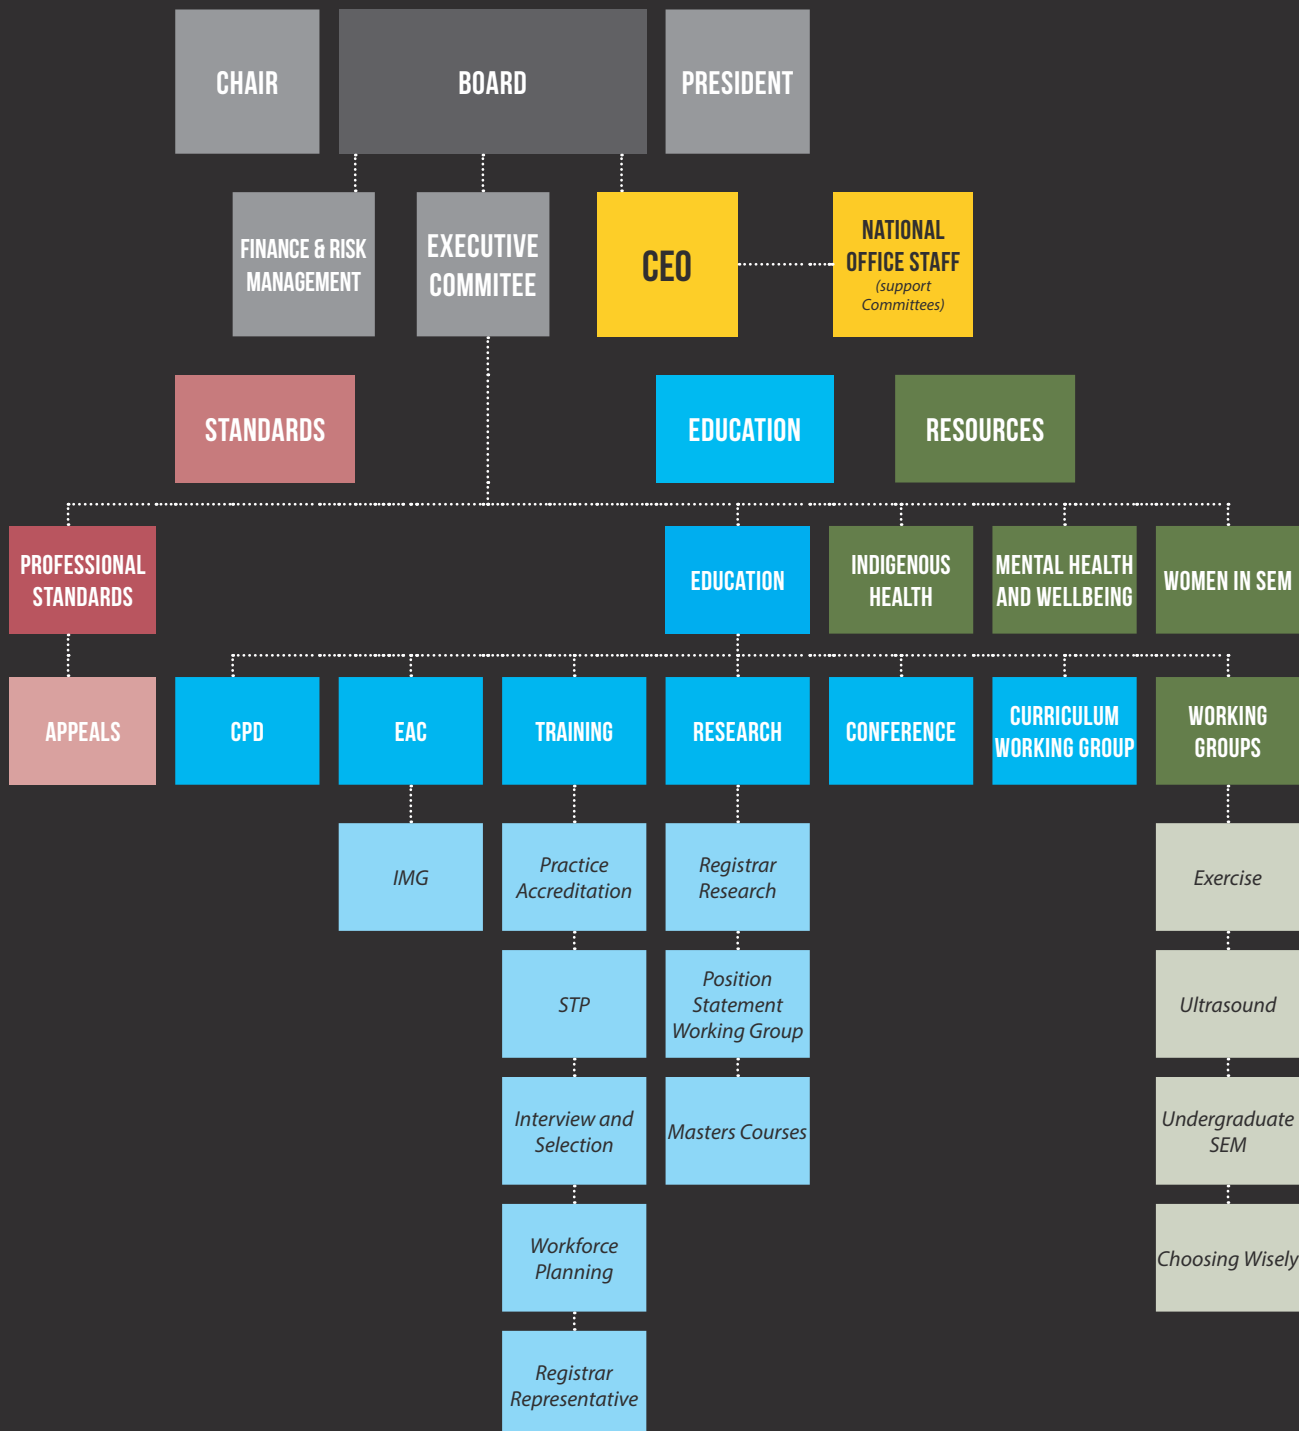 CHAIR
BOARD
PRESIDENT
FINANCE & RISK
MANAGEMENT
EXECUTIVE
COMMITEE
CEO
NATIONAL
OFFICE STAFF
(support
Committees)
STANDARDS
EDUCATION
RESOURCES
PROFESSIONAL
STANDARDS
EDUCATION
INDIGENOUS
HEALTH
MENTAL HEALTH
AND WELLBEING
WOMEN IN SEM
APPEALS
CPD
EAC
TRAINING
RESEARCH
CONFERENCE
CURRICULUM
WORKING GROUP
WORKING
GROUPS
IMG
Practice
Accreditation
Registrar
Research
Exercise
STP
Position
Statement
Working Group
Ultrasound
Interview and
Selection
Masters Courses
Undergraduate
SEM
Workforce
Planning
Choosing Wisely
Registrar
Representative